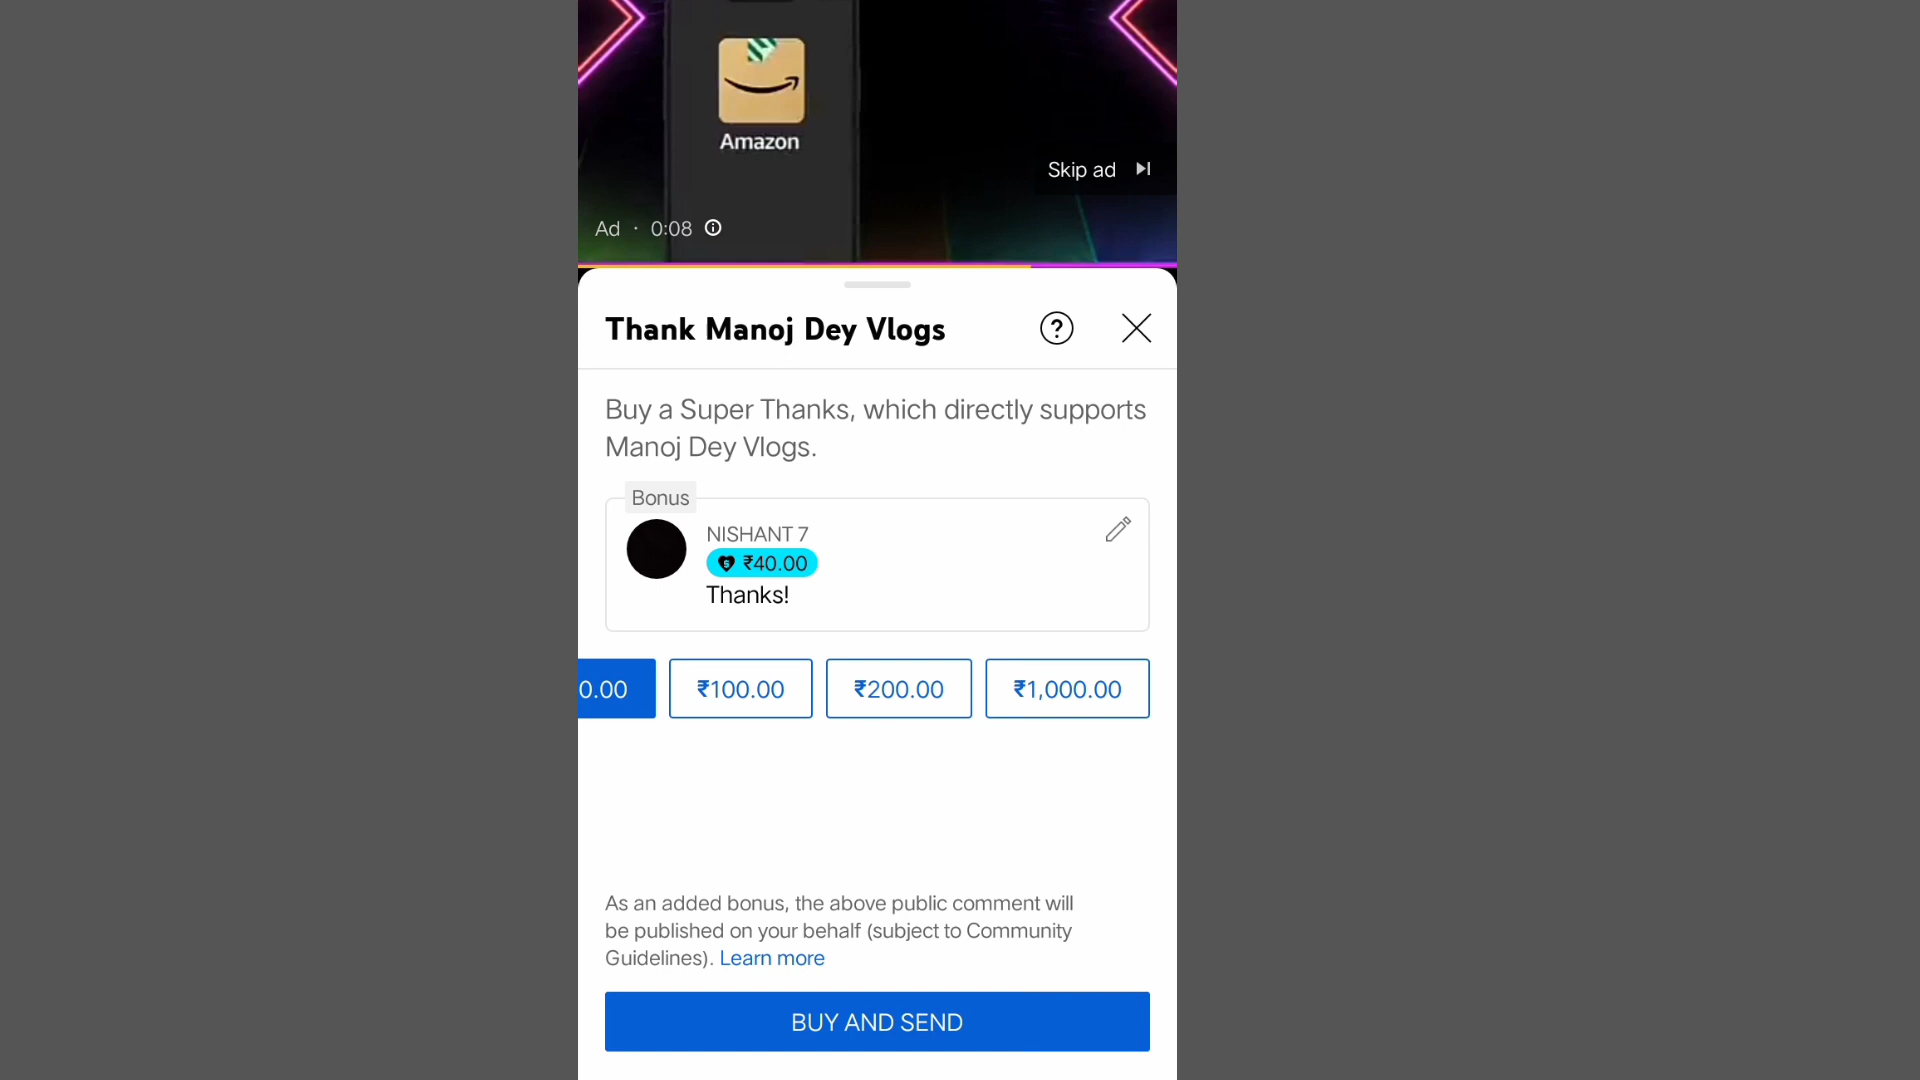 Amazon
Skip ad
Ad · 0:08
Thank Manoj Dey Vlogs
Buy a Super Thanks, which directly supports
Manoj Dey Vlogs.
Bonus
NISHANT 7
₹40.00
Thanks!
0.00 ₹100.00 ₹200.00 ₹1,000.00
As an added bonus, the above public comment will
be published on your behalf (subject to Community
Guidelines). Learn more
BUY AND SEND